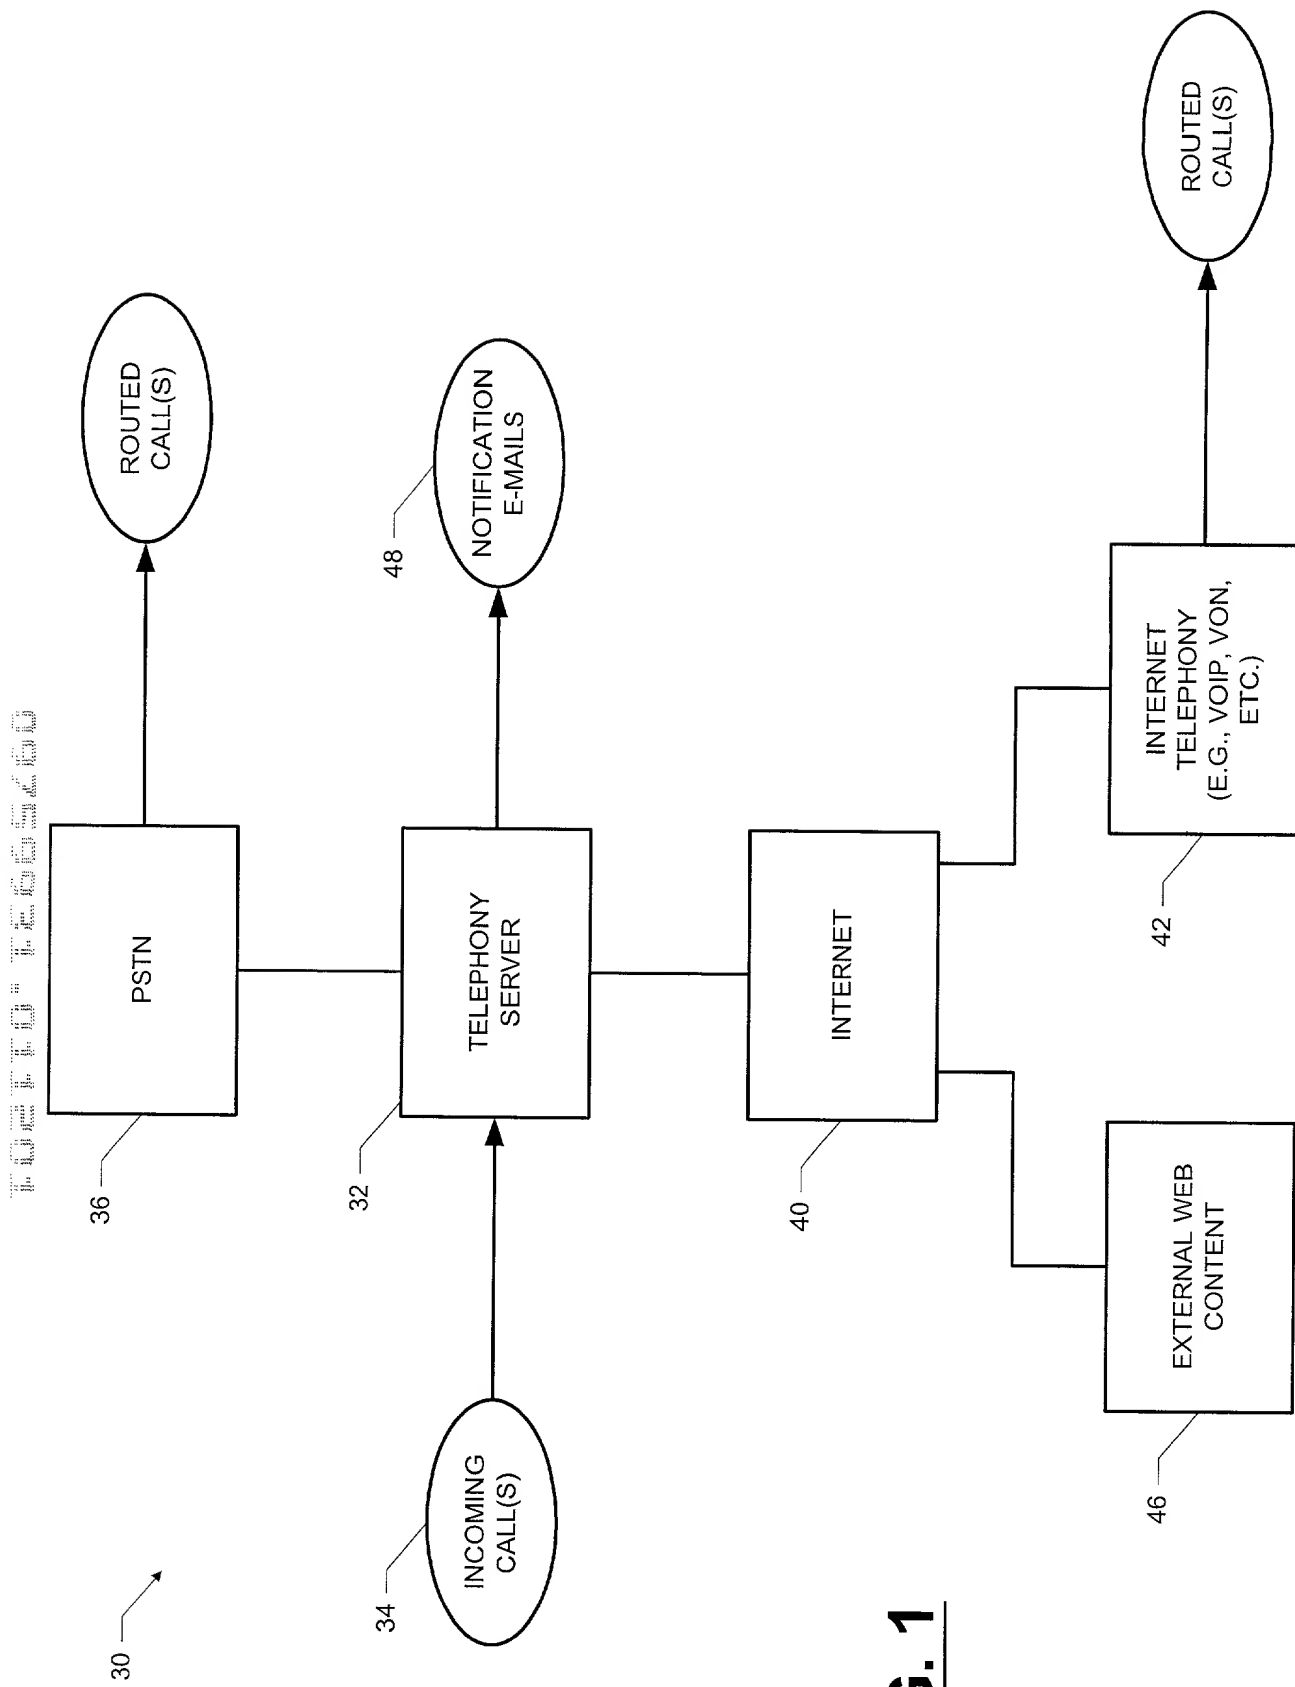 30
36
PSTN
ROUTED
CALL(S)
34
INCOMING
CALL(S)
32
TELEPHONY
SERVER
48
NOTIFICATION
E-MAILS
40
INTERNET
46
EXTERNAL WEB
CONTENT
42
INTERNET
TELEPHONY
(E.G., VOIP, VON,
ETC.)
ROUTED
CALL(S)
. 1